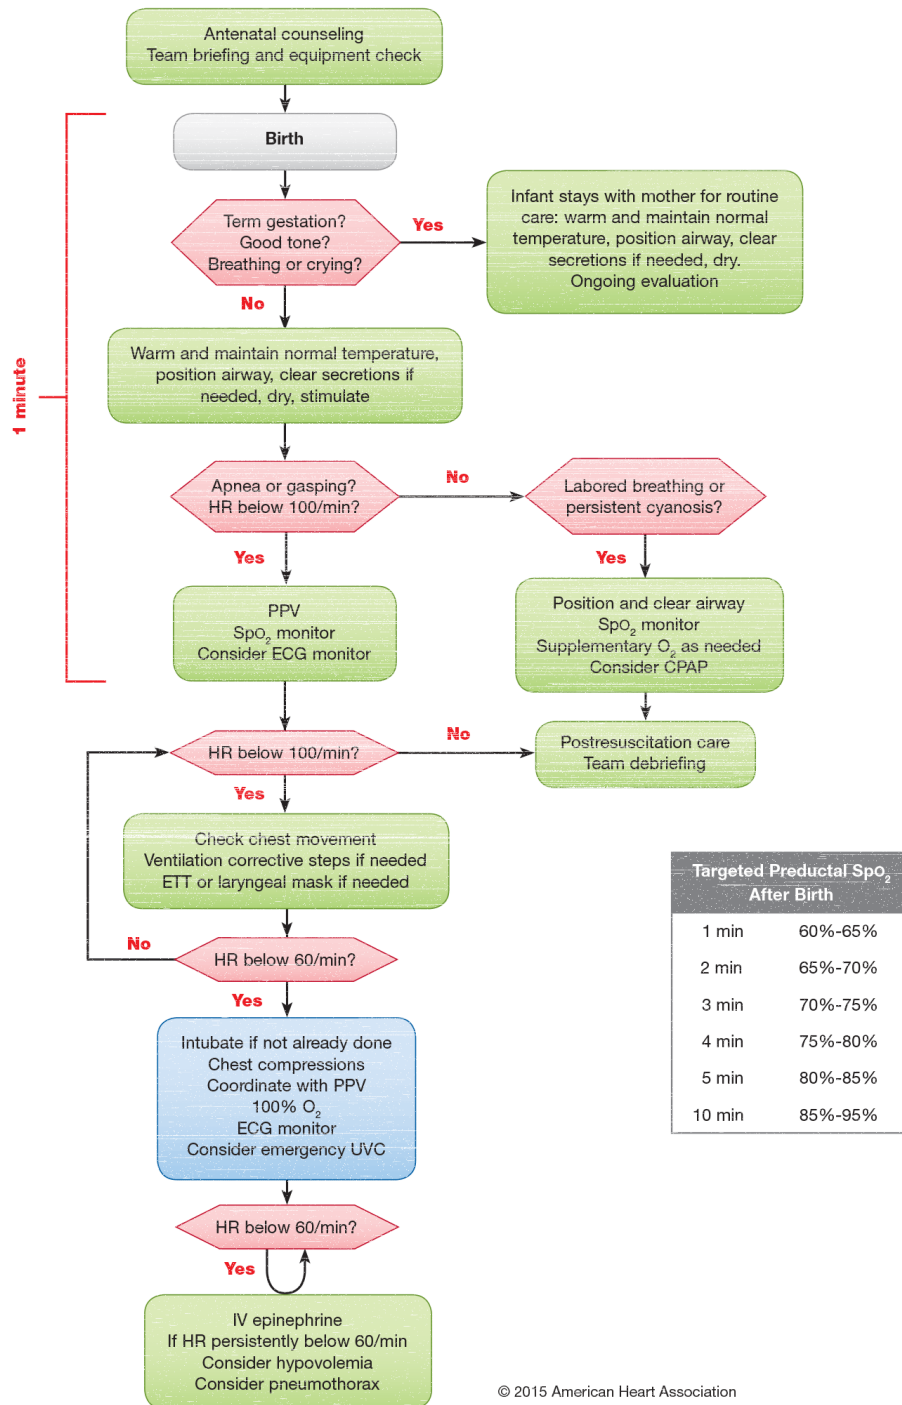 Antenatal counseling
Team briefing and equipment check
Birth
Term gestation?
Good tone?
Breathing or crying?
Yes
Infant stays with mother for routine
care: warm and maintain normal
temperature, position airway, clear
secretions if needed, dry.
Ongoing evaluation
No
1 minute
Warm and maintain normal temperature,
position airway, clear secretions if
needed, dry, stimulate
Apnea or gasping?
HR below 100/min?
No
Labored breathing or
persistent cyanosis?
Yes
Yes
PPV
SpO₂ monitor
Consider ECG monitor
Position and clear airway
SpO₂ monitor
Supplementary O₂ as needed
Consider CPAP
HR below 100/min?
No
Postresuscitation care
Team debriefing
Yes
Check chest movement
Ventilation corrective steps if needed
ETT or laryngeal mask if needed
No
HR below 60/min?
Yes
Intubate if not already done
Chest compressions
Coordinate with PPV
100% O₂
ECG monitor
Consider emergency UVC
HR below 60/min?
Yes
IV epinephrine
If HR persistently below 60/min
Consider hypovolemia
Consider pneumothorax
Targeted Preductal SpO₂
After Birth
1 min 60%-65%
2 min 65%-70%
3 min 70%-75%
4 min 75%-80%
5 min 80%-85%
10 min 85%-95%
© 2015 American Heart Association